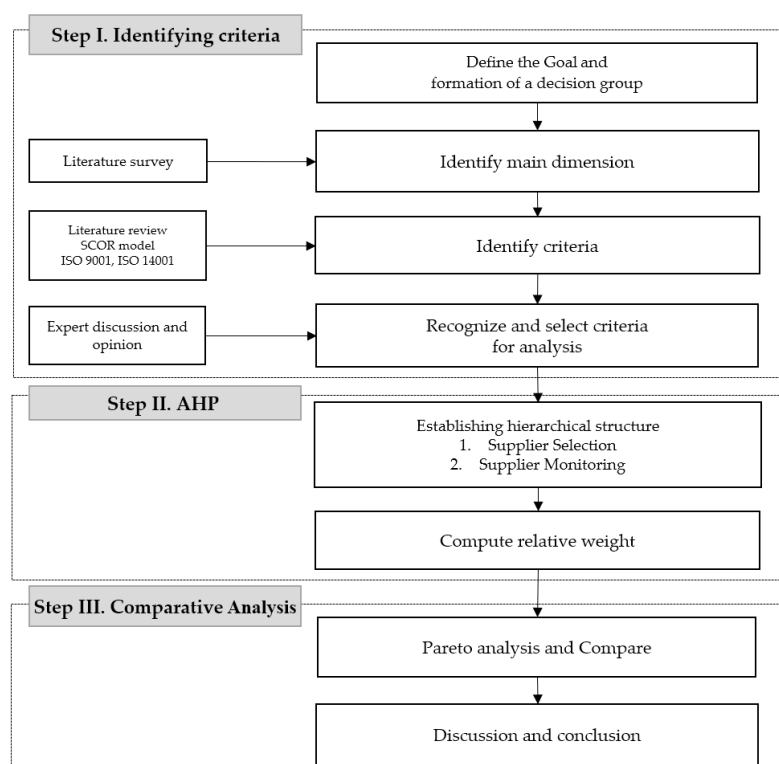 Step I. Identifying criteria
Define the Goal and
formation of a decision group
Literature survey
Identify main dimension
Literature review
SCOR model
ISO 9001, ISO 14001
Identify criteria
Expert discussion and
opinion
Recognize and select criteria
for analysis
Step II. AHP
Establishing hierarchical structure
1. Supplier Selection
2. Supplier Monitoring
Compute relative weight
Step III. Comparative Analysis
Pareto analysis and Compare
Discussion and conclusion